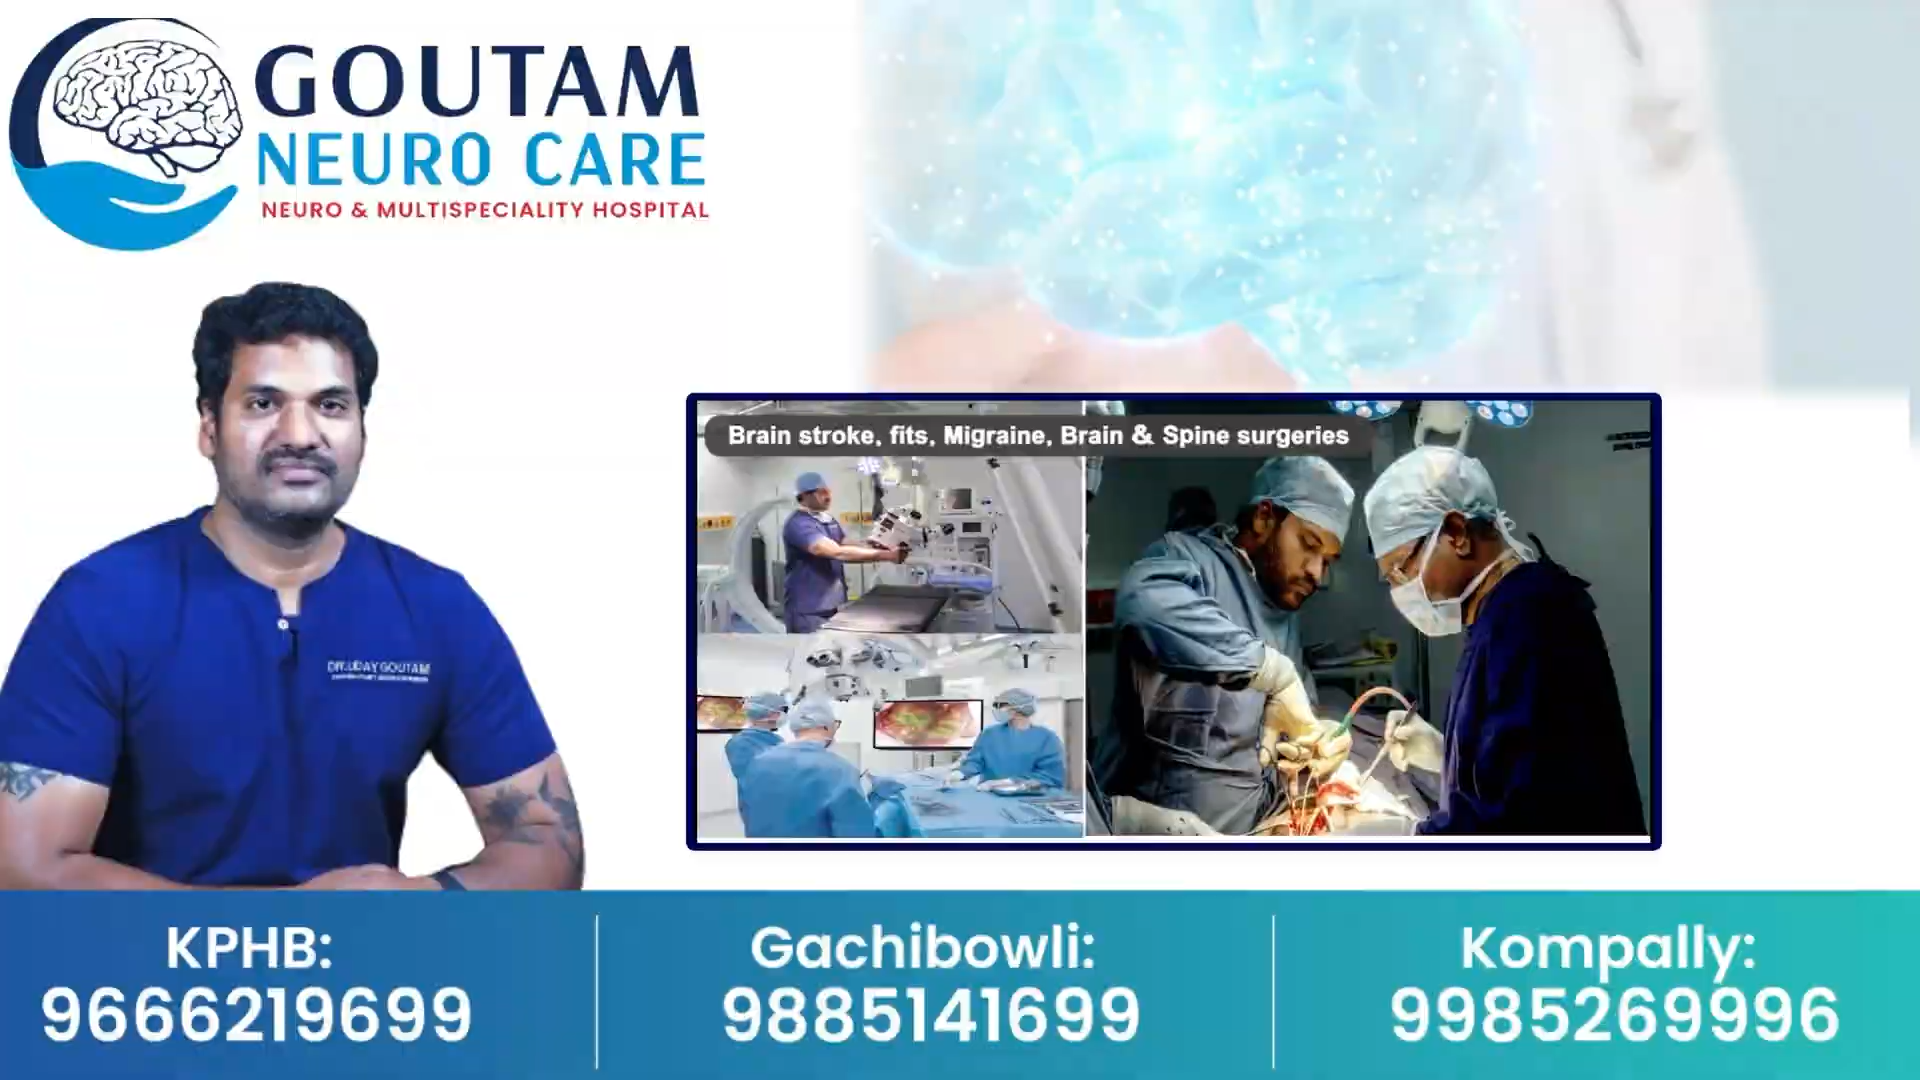 GOUTAM
NEURO CARE
NEURO & MULTISPECIALITY HOSPITAL
Brain stroke, fits, Migraine, Brain & Spine surgeries
DR.UDAY GOUTAM
KPHB:
9666219699
Gachibowli:
9885141699
Kompally:
9985269996